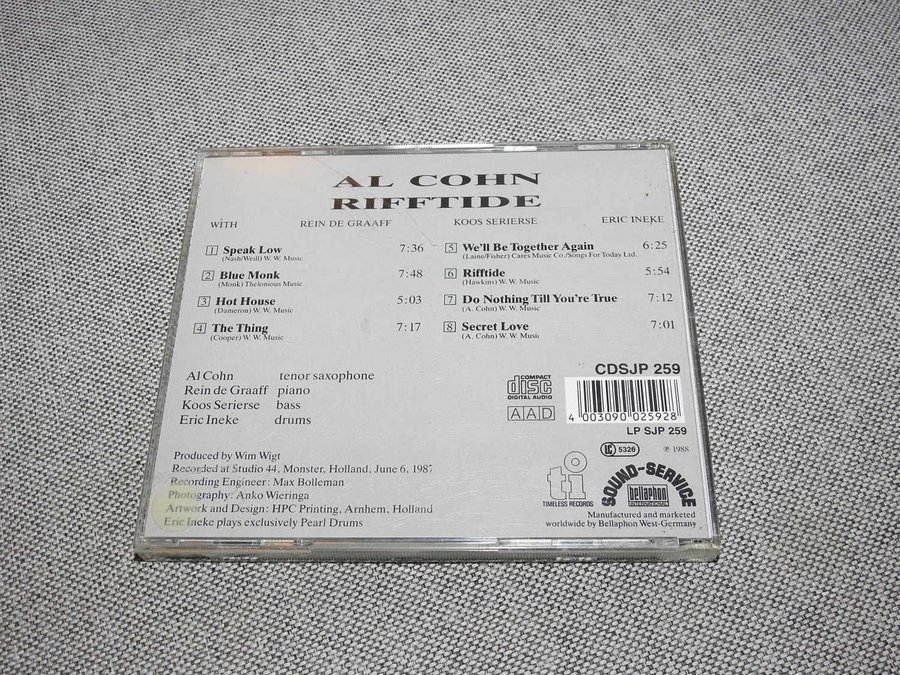 AL COHN
RIFFTIDE
WITH REIN DE GRAAFF KOOS SERIERSE ERIC INEKE
1 Speak Low 7:36
(Nash/Weill) W. W. Music
2 Blue Monk 7:48
(Monk) Thelonious Music
3 Hot House 5:03
(Dameron) W. W. Music
4 The Thing 7:17
(Cooper) W. W. Music
5 We'll Be Together Again 6:25
(Laine/Fisher) Cares Music Co./Songs For Today Ltd.
6 Rifftide 5:54
(Hawkins) W. W. Music
7 Do Nothing Till You're True 7:12
(A. Cohn) W. W. Music
8 Secret Love 7:01
(A. Cohn) W. W. Music
Al Cohn tenor saxophone
Rein de Graaff piano
Koos Serierse bass
Eric Ineke drums
CDSJP 259
COMPACT
disc
DIGITAL AUDIO
AAD
4 003090 025928
LP SJP 259
Produced by Wim Wigt
Recorded at Studio 44, Monster, Holland, June 6, 1987
Recording Engineer: Max Bolleman
Photography: Anko Wieringa
Artwork and Design: HPC Printing, Arnhem, Holland
Eric Ineke plays exclusively Pearl Drums
ti
TIMELESS RECORDS
LC 5328
℗ 1988
SOUND-SERVICE
bellaphon
INTERNATIONAL
Manufactured and marketed
worldwide by Bellaphon West-Germany